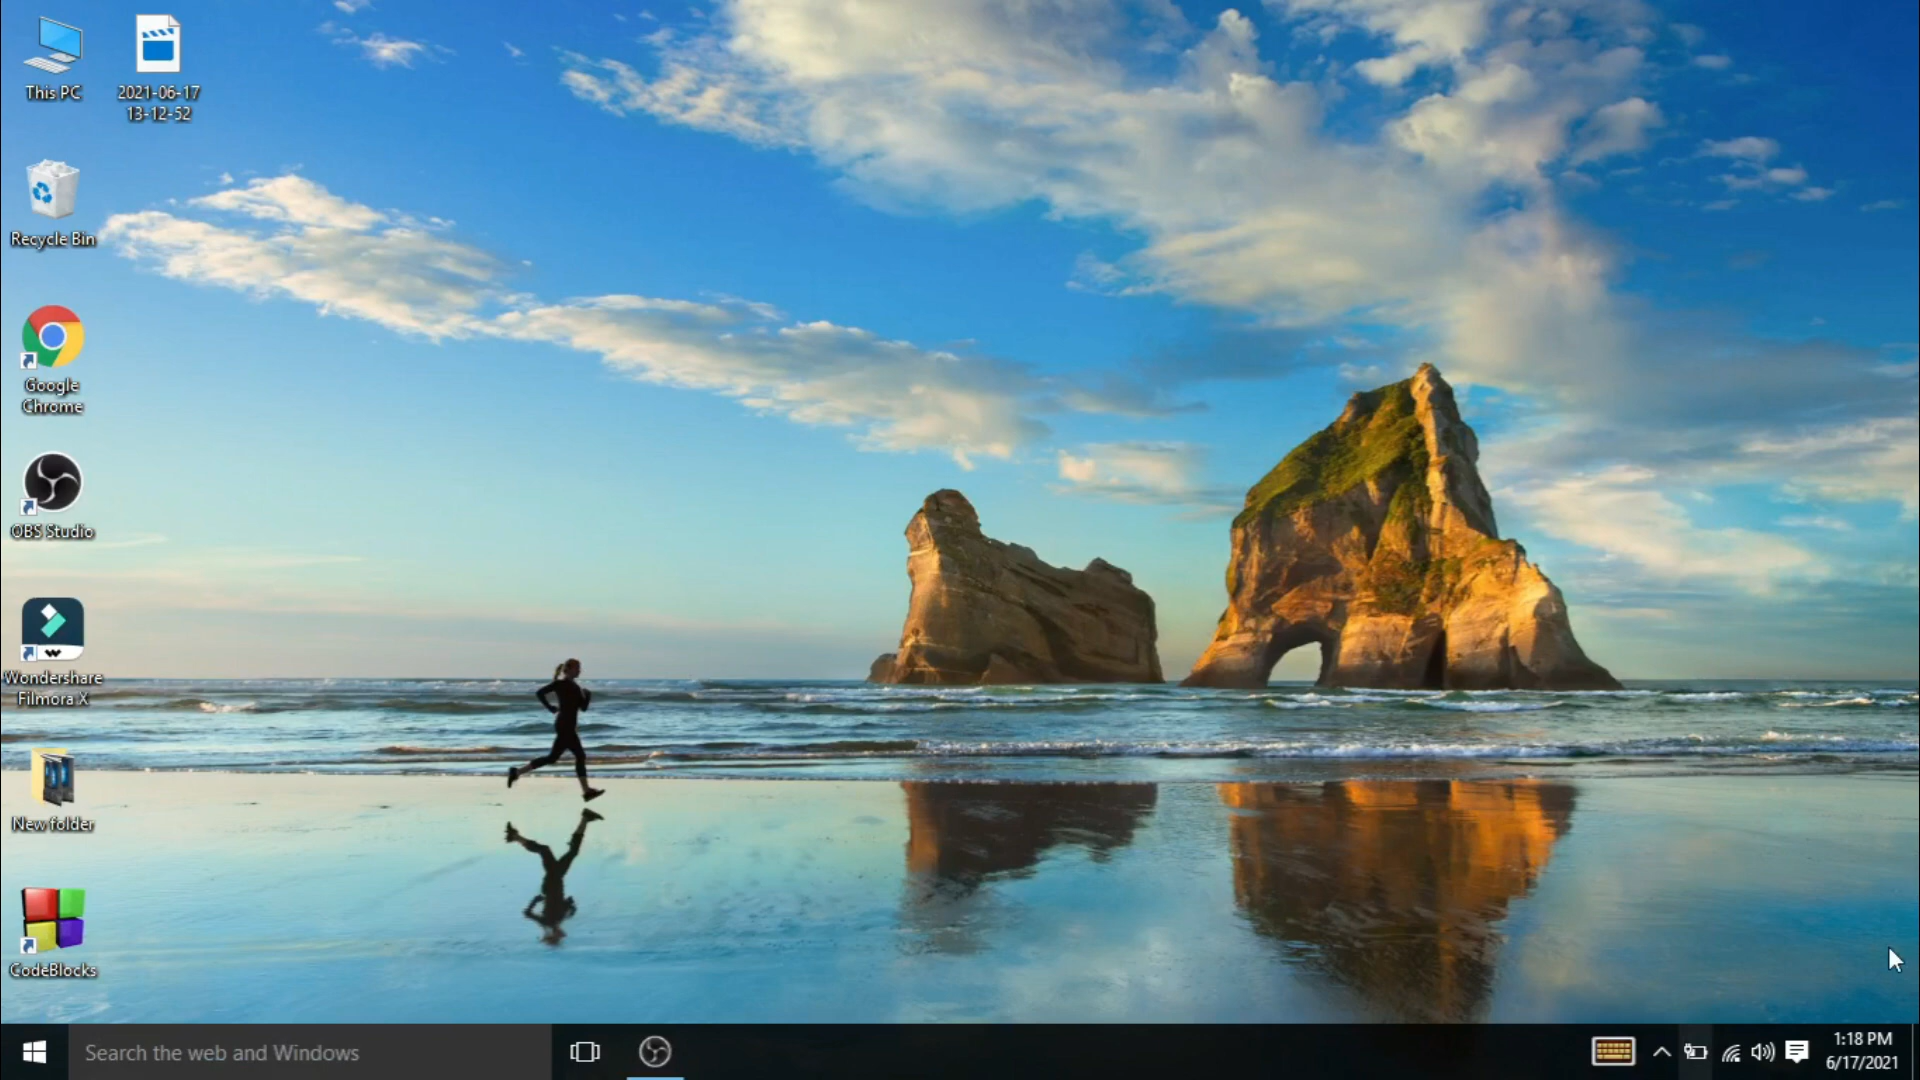 This PC
2021-06-17
13-12-52
Recycle Bin
Google
Chrome
OBS Studio
Wondershare
Filmora X
New folder
CodeBlocks
Search the web and Windows
1:18 PM
6/17/2021